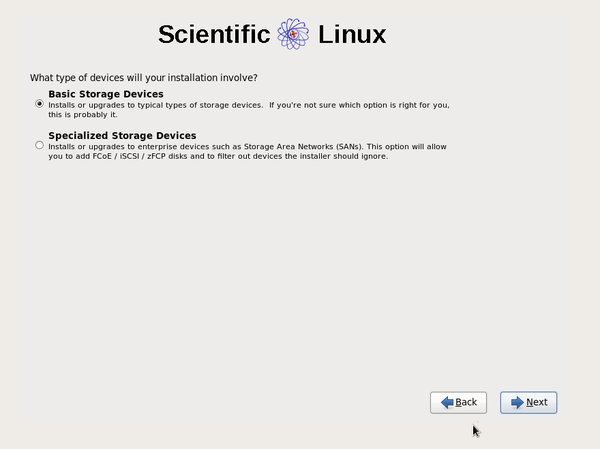 Scientific Linux
What type of devices will your installation involve?
Basic Storage Devices
Installs or upgrades to typical types of storage devices.  If you're not sure which option is right for you,
this is probably it.
Specialized Storage Devices
Installs or upgrades to enterprise devices such as Storage Area Networks (SANs). This option will allow
you to add FCoE / iSCSI / zFCP disks and to filter out devices the installer should ignore.
Back Next